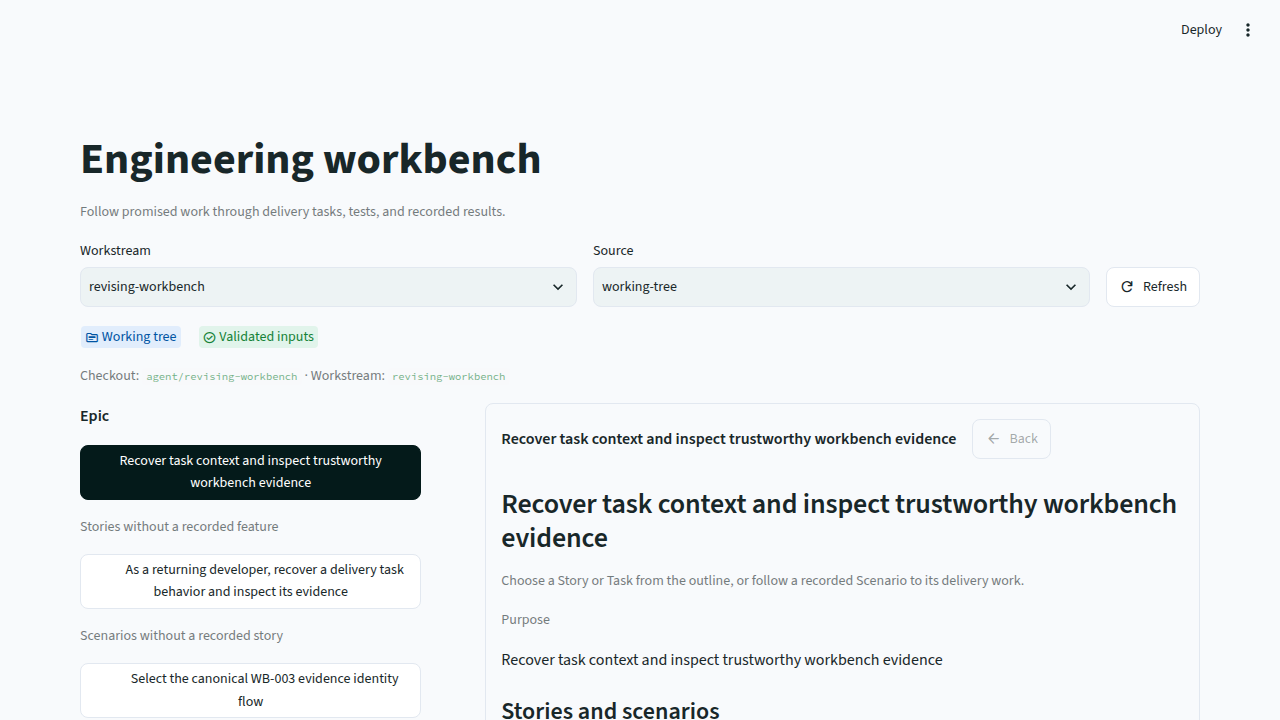 Deploy
Engineering workbench
Follow promised work through delivery tasks, tests, and recorded results.
Workstream
Source
revising-workbench
working-tree
Refresh
Working tree
Validated inputs
Checkout: agent/revising-workbench · Workstream: revising-workbench
Epic
Recover task context and inspect trustworthy
workbench evidence
Stories without a recorded feature
As a returning developer, recover a delivery task
behavior and inspect its evidence
Scenarios without a recorded story
Select the canonical WB-003 evidence identity
flow
Recover task context and inspect trustworthy workbench evidence
Back
Recover task context and inspect trustworthy workbench
evidence
Choose a Story or Task from the outline, or follow a recorded Scenario to its delivery work.
Purpose
Recover task context and inspect trustworthy workbench evidence
Stories and scenarios